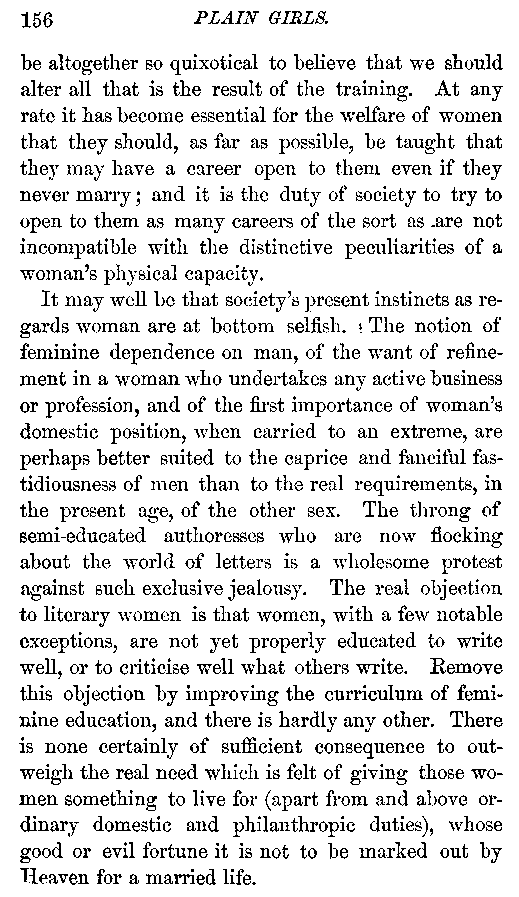 156 PLAIN GIRLS.
be altogether so quixotical to believe that we should
alter all that is the result of the training. At any
rate it has become essential for the welfare of women
that they should, as far as possible, be taught that
they may have a career open to them even if they
never marry; and it is the duty of society to try to
open to them as many careers of the sort as are not
incompatible with the distinctive peculiarities of a
woman's physical capacity.
It may well be that society's present instincts as re-
gards woman are at bottom selfish. The notion of
feminine dependence on man, of the want of refine-
ment in a woman who undertakes any active business
or profession, and of the first importance of woman's
domestic position, when carried to an extreme, are
perhaps better suited to the caprice and fanciful fas-
tidiousness of men than to the real requirements, in
the present age, of the other sex. The throng of
semi-educated authoresses who are now flocking
about the world of letters is a wholesome protest
against such exclusive jealousy. The real objection
to literary women is that women, with a few notable
exceptions, are not yet properly educated to write
well, or to criticise well what others write. Remove
this objection by improving the curriculum of femi-
nine education, and there is hardly any other. There
is none certainly of sufficient consequence to out-
weigh the real need which is felt of giving those wo-
men something to live for (apart from and above or-
dinary domestic and philanthropic duties), whose
good or evil fortune it is not to be marked out by
Heaven for a married life.